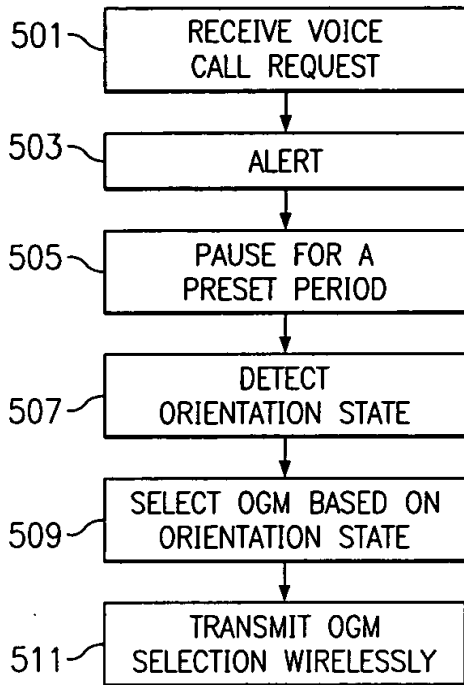 501
RECEIVE VOICE
CALL REQUEST
503
ALERT
505
PAUSE FOR A
PRESET PERIOD
507
DETECT
ORIENTATION STATE
509
SELECT OGM BASED ON
ORIENTATION STATE
511
TRANSMIT OGM
SELECTION WIRELESSLY